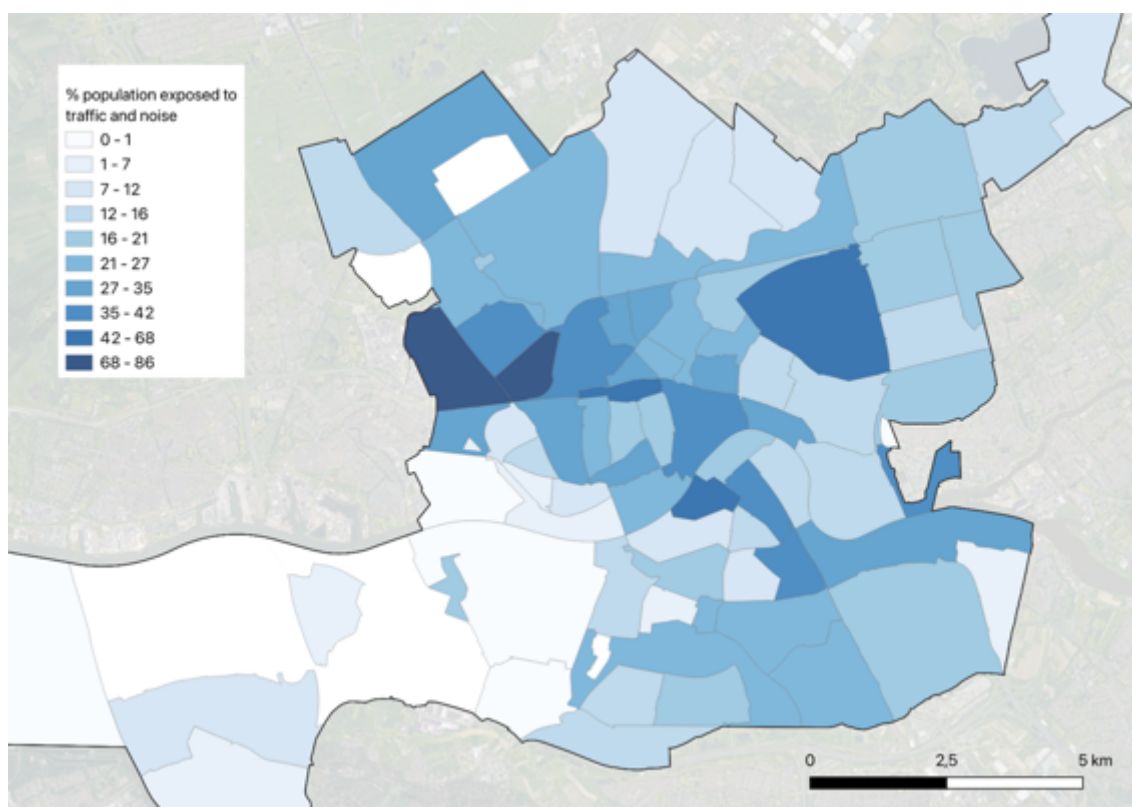 % population exposed to
traffic and noise
0 - 1
1 - 7
7 - 12
12 - 16
16 - 21
21 - 27
27 - 35
35 - 42
42 - 68
68 - 86
0 2,5 5 km